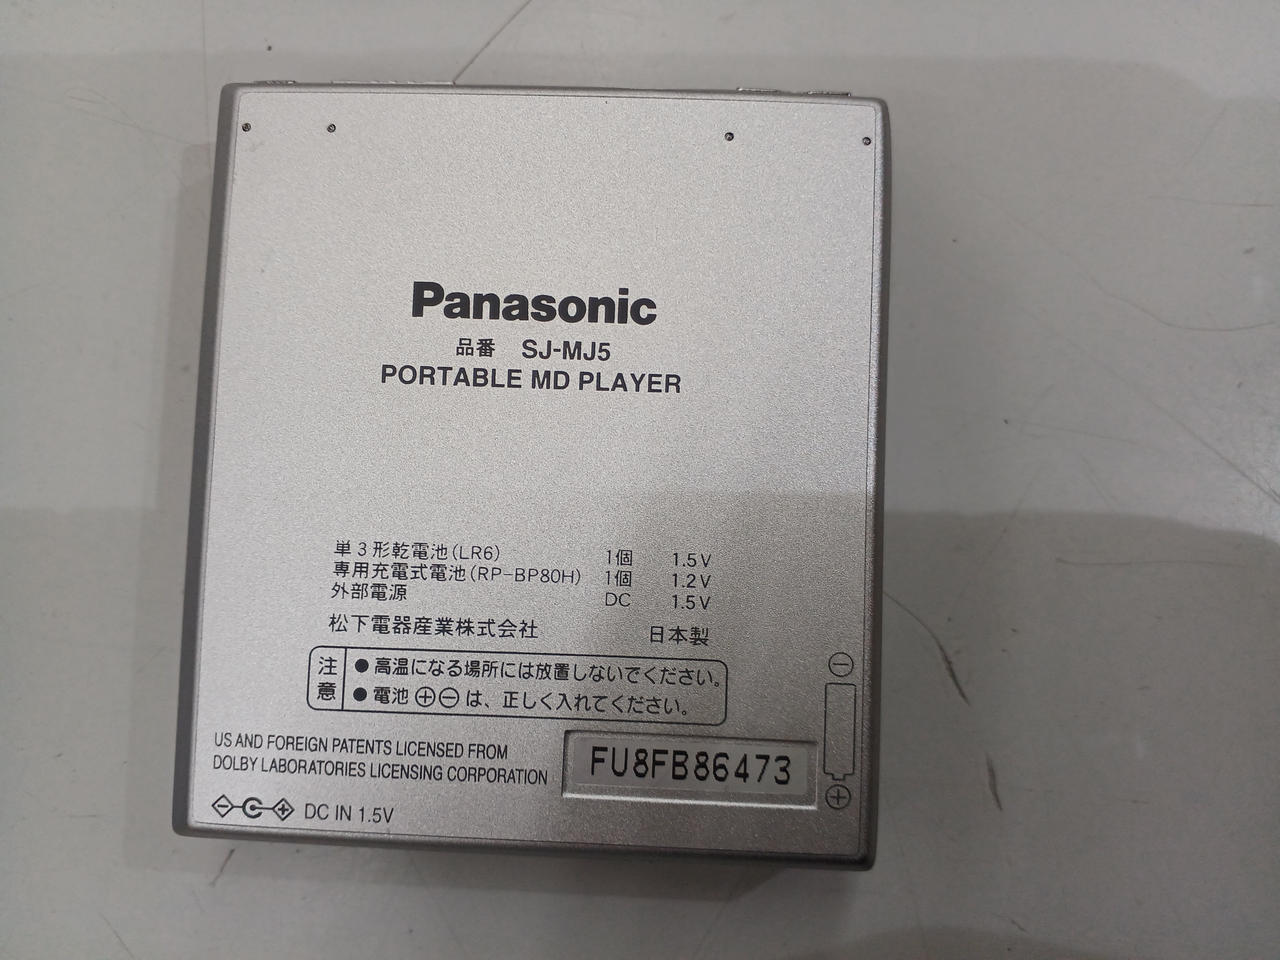 Panasonic
品番 SJ-MJ5
PORTABLE MD PLAYER
単3形乾電池(LR6) 1個 1.5V
専用充電式電池(RP-BP80H) 1個 1.2V
外部電源 DC 1.5V
松下電器産業株式会社 日本製
注意
●高温になる場所には放置しないでください。
●電池⊕⊖は、正しく入れてください。
⊖
⊕
US AND FOREIGN PATENTS LICENSED FROM
DOLBY LABORATORIES LICENSING CORPORATION
FU8FB86473
DC IN 1.5V